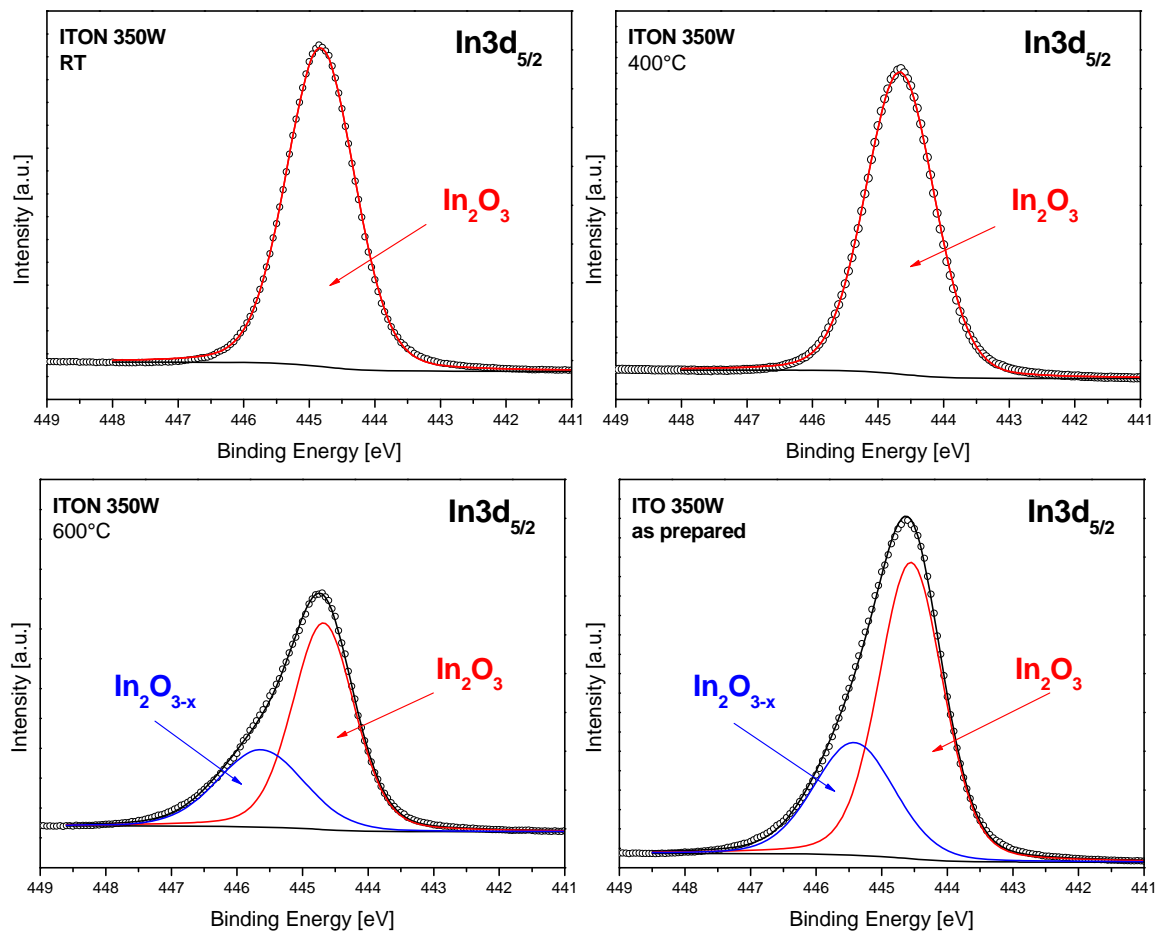 ITON 350W
RT
In3d5/2
In2O3
Intensity [a.u.]
449 448 447 446 445 444 443 442 441
Binding Energy [eV]
ITON 350W
400°C
In3d5/2
In2O3
Intensity [a.u.]
449 448 447 446 445 444 443 442 441
Binding Energy [eV]
ITON 350W
600°C
In3d5/2
In2O3-x
In2O3
Intensity [a.u.]
449 448 447 446 445 444 443 442 441
Binding Energy [eV]
ITO 350W
as prepared
In3d5/2
In2O3-x
In2O3
Intensity [a.u.]
449 448 447 446 445 444 443 442 441
Binding Energy [eV]